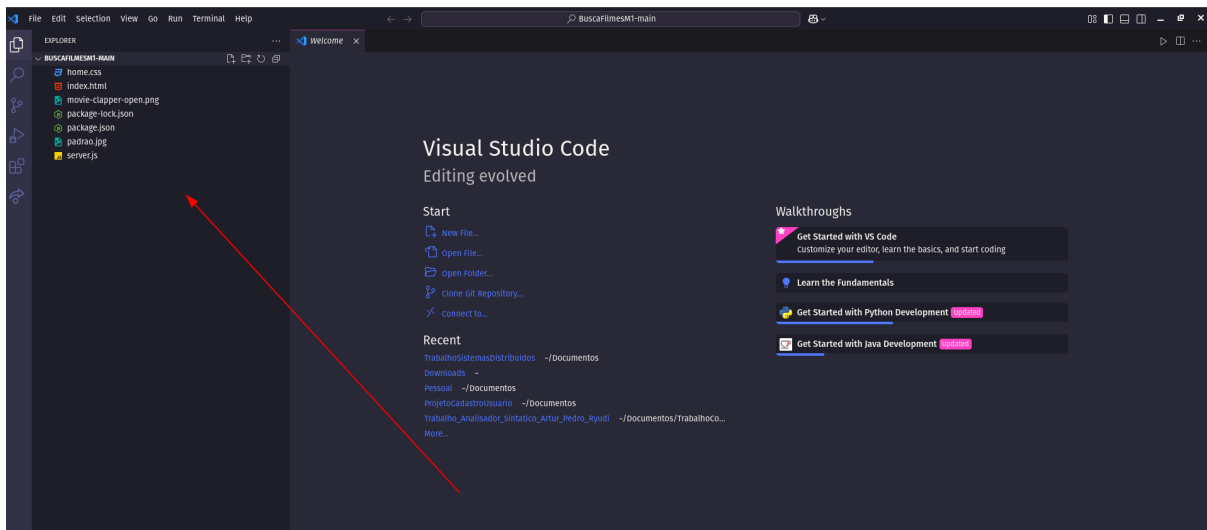 File Edit Selection View Go Run Terminal Help
BuscaFilmesM1-main
EXPLORER
Welcome
BUSCAFILMESM1-MAIN
home.css
index.html
movie-clapper-open.png
package-lock.json
package.json
padrao.jpg
server.js
Visual Studio Code
Editing evolved
Start
New File...
Open File...
Open Folder...
Clone Git Repository...
Connect to...
Recent
TrabalhoSistemasDistribuidos ~/Documentos
Downloads ~
Pessoal ~/Documentos
ProjetoCadastroUsuario ~/Documentos
Trabalho_Analisador_Sintatico_Artur_Pedro_Ryudi ~/Documentos/TrabalhoCo...
More...
Walkthroughs
Get Started with VS Code
Customize your editor, learn the basics, and start coding
Learn the Fundamentals
Get Started with Python Development Updated
Get Started with Java Development Updated